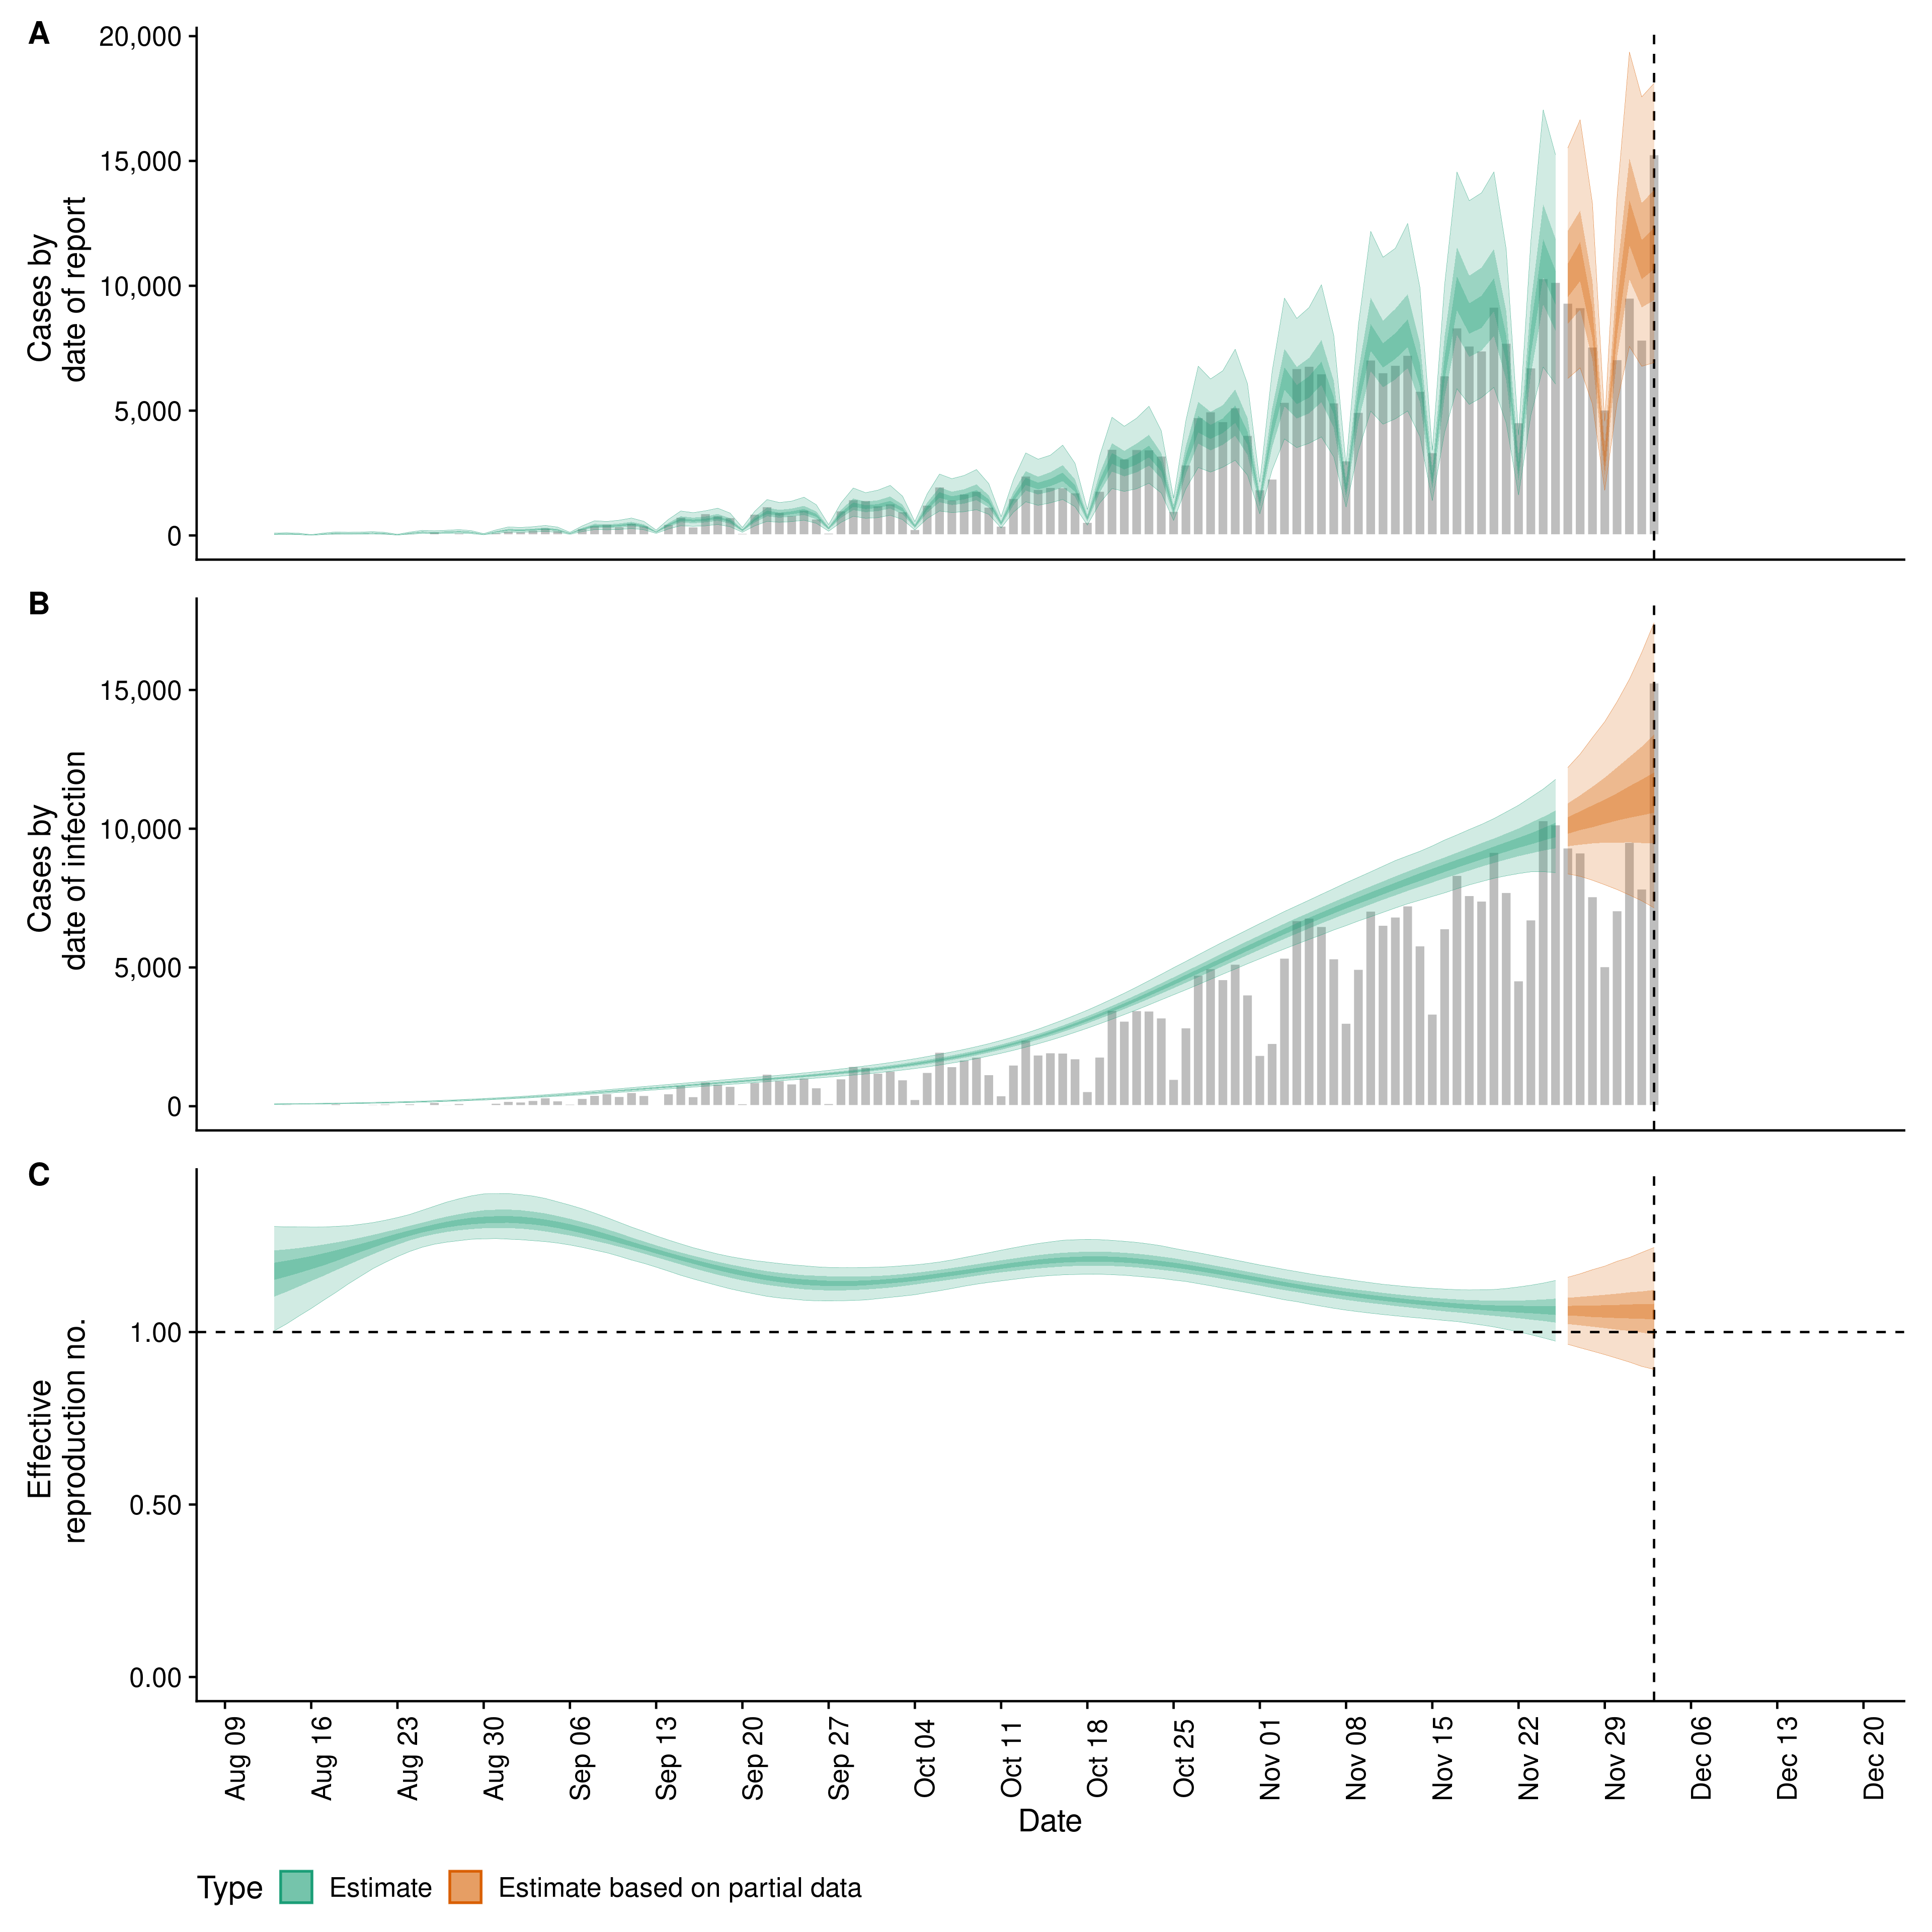 A
20,000
15,000
10,000
5,000
0
Cases by
date of report
B
15,000
10,000
5,000
0
Cases by
date of infection
C
1.00
0.50
0.00
Effective
reproduction no.
Aug 09
Aug 16
Aug 23
Aug 30
Sep 06
Sep 13
Sep 20
Sep 27
Oct 04
Oct 11
Oct 18
Oct 25
Nov 01
Nov 08
Nov 15
Nov 22
Nov 29
Dec 06
Dec 13
Dec 20
Date
Type Estimate Estimate based on partial data